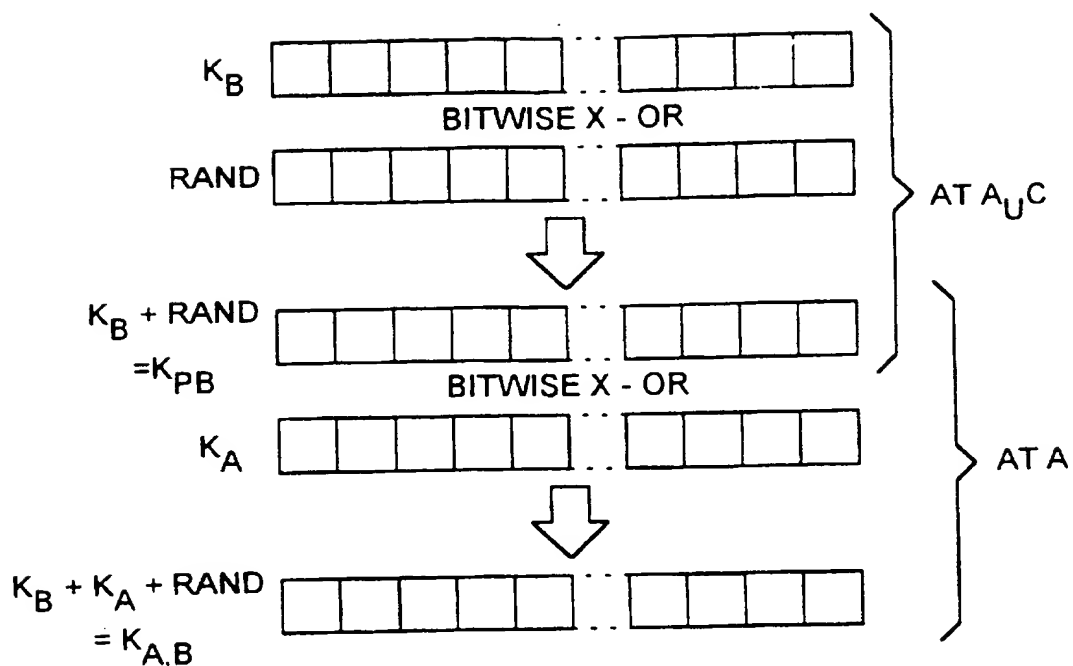 K_B
BITWISE X - OR
RAND
AT A_UC
K_B + RAND
=K_PB
BITWISE X - OR
K_A
AT A
K_B + K_A + RAND
= K_A,B